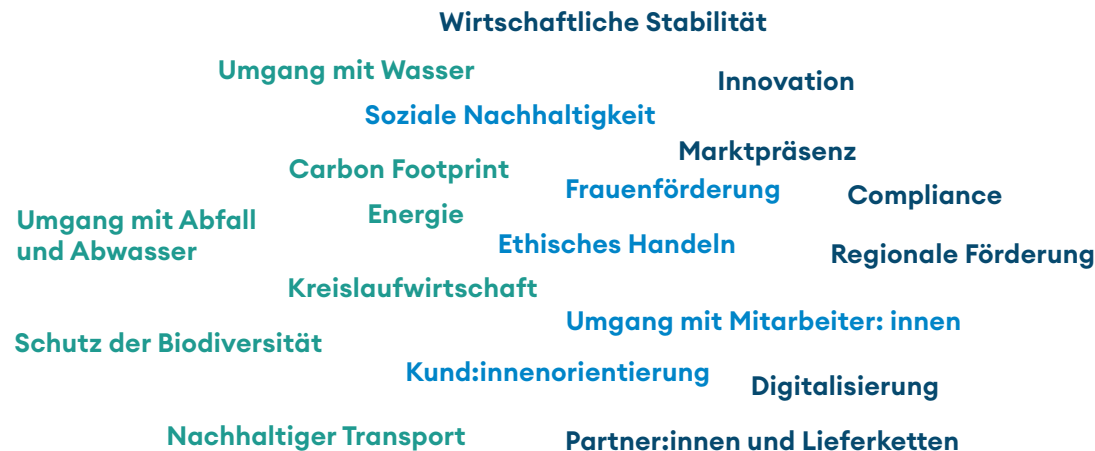 Wirtschaftliche Stabilität
Umgang mit Wasser
Innovation
Soziale Nachhaltigkeit
Marktpräsenz
Carbon Footprint
Frauenförderung
Compliance
Umgang mit Abfall
und Abwasser
Energie
Ethisches Handeln
Regionale Förderung
Kreislaufwirtschaft
Umgang mit Mitarbeiter: innen
Schutz der Biodiversität
Kund:innenorientierung
Digitalisierung
Nachhaltiger Transport
Partner:innen und Lieferketten